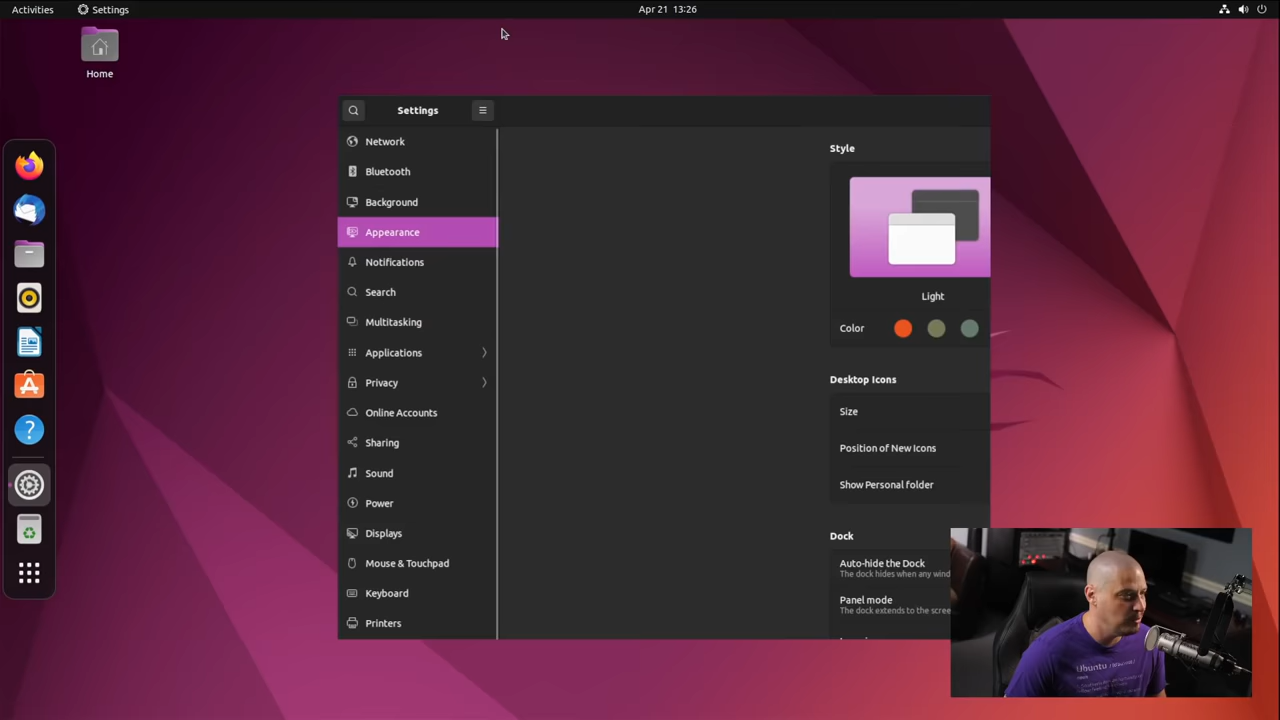 Activities
Settings
Apr 21 13:26
Home
Settings
Network
Bluetooth
Background
Appearance
Notifications
Search
Multitasking
Applications
Privacy
Online Accounts
Sharing
Sound
Power
Displays
Mouse & Touchpad
Keyboard
Printers
Style
Light
Color
Desktop Icons
Size
Position of New Icons
Show Personal folder
Dock
Auto-hide the Dock
The dock hides when any wind
Panel mode
The dock extends to the scree
Ubuntu